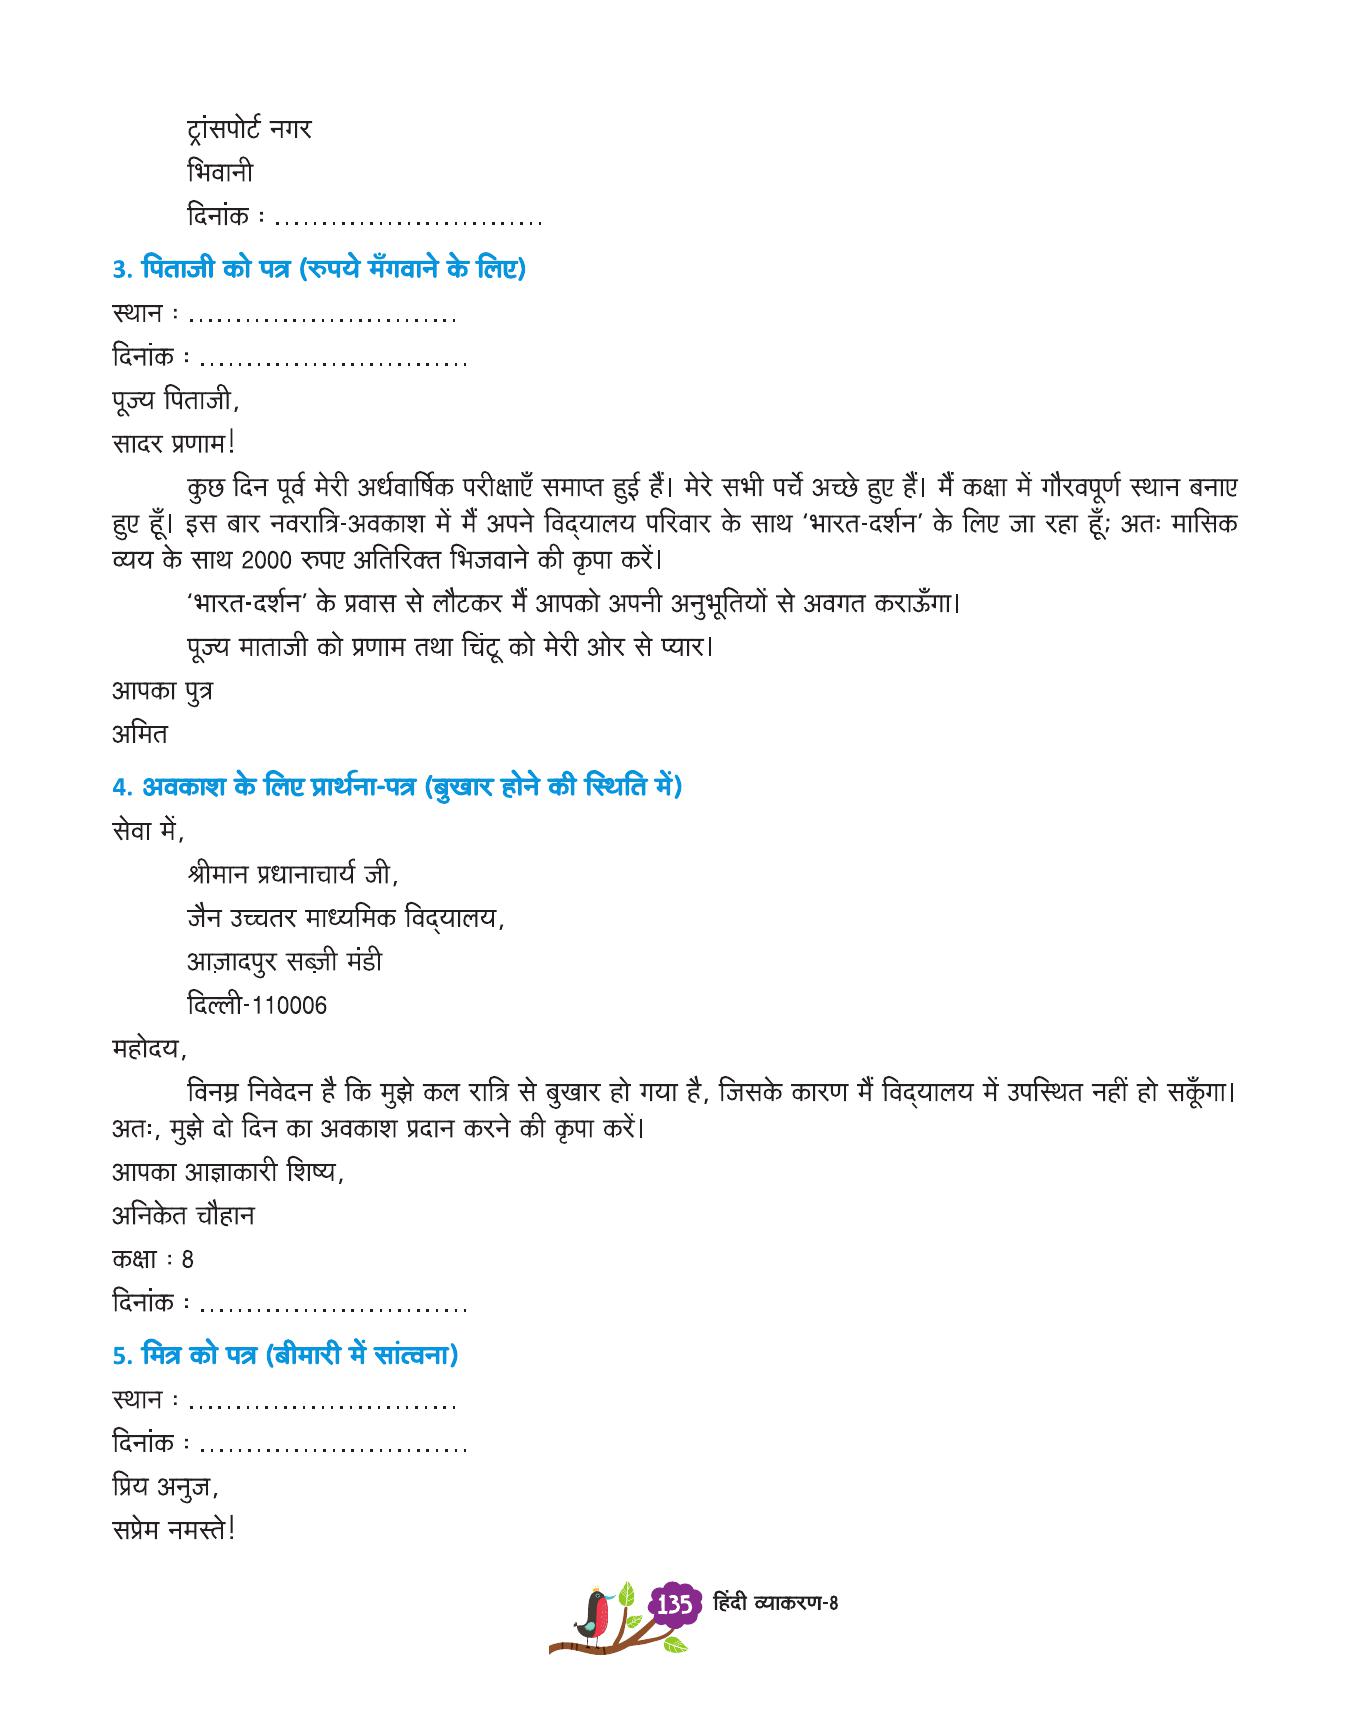 ट्रांसपोर्ट नगर
भिवानी
दिनांक : .............................
3. पिताजी को पत्र (रुपये मँगवाने के लिए)
स्थान : .............................
दिनांक : .............................
पूज्य पिताजी,
सादर प्रणाम!
कुछ दिन पूर्व मेरी अर्धवार्षिक परीक्षाएँ समाप्त हुई हैं। मेरे सभी पर्चे अच्छे हुए हैं। मैं कक्षा में गौरवपूर्ण स्थान बनाए
हुए हूँ। इस बार नवरात्रि-अवकाश में मैं अपने विद्‌यालय परिवार के साथ ‘भारत-दर्शन’ के लिए जा रहा हूँ; अतः मासिक
व्यय के साथ 2000 रुपए अतिरिक्त भिजवाने की कृपा करें।
‘भारत-दर्शन’ के प्रवास से लौटकर मैं आपको अपनी अनुभूतियों से अवगत कराऊँगा।
पूज्य माताजी को प्रणाम तथा चिंटू को मेरी ओर से प्यार।
आपका पुत्र
अमित
4. अवकाश के लिए प्रार्थना-पत्र (बुखार होने की स्थिति में)
सेवा में,
श्रीमान प्रधानाचार्य जी,
जैन उच्चतर माध्यमिक विद्‌यालय,
आज़ादपुर सब्ज़ी मंडी
दिल्ली-110006
महोदय,
विनम्र निवेदन है कि मुझे कल रात्रि से बुखार हो गया है, जिसके कारण मैं विद्‌यालय में उपस्थित नहीं हो सकूँगा।
अतः, मुझे दो दिन का अवकाश प्रदान करने की कृपा करें।
आपका आज्ञाकारी शिष्य,
अनिकेत चौहान
कक्षा : 8
दिनांक : .............................
5. मित्र को पत्र (बीमारी में सांत्वना)
स्थान : .............................
दिनांक : .............................
प्रिय अनुज,
सप्रेम नमस्ते!
135 हिंदी व्याकरण-8